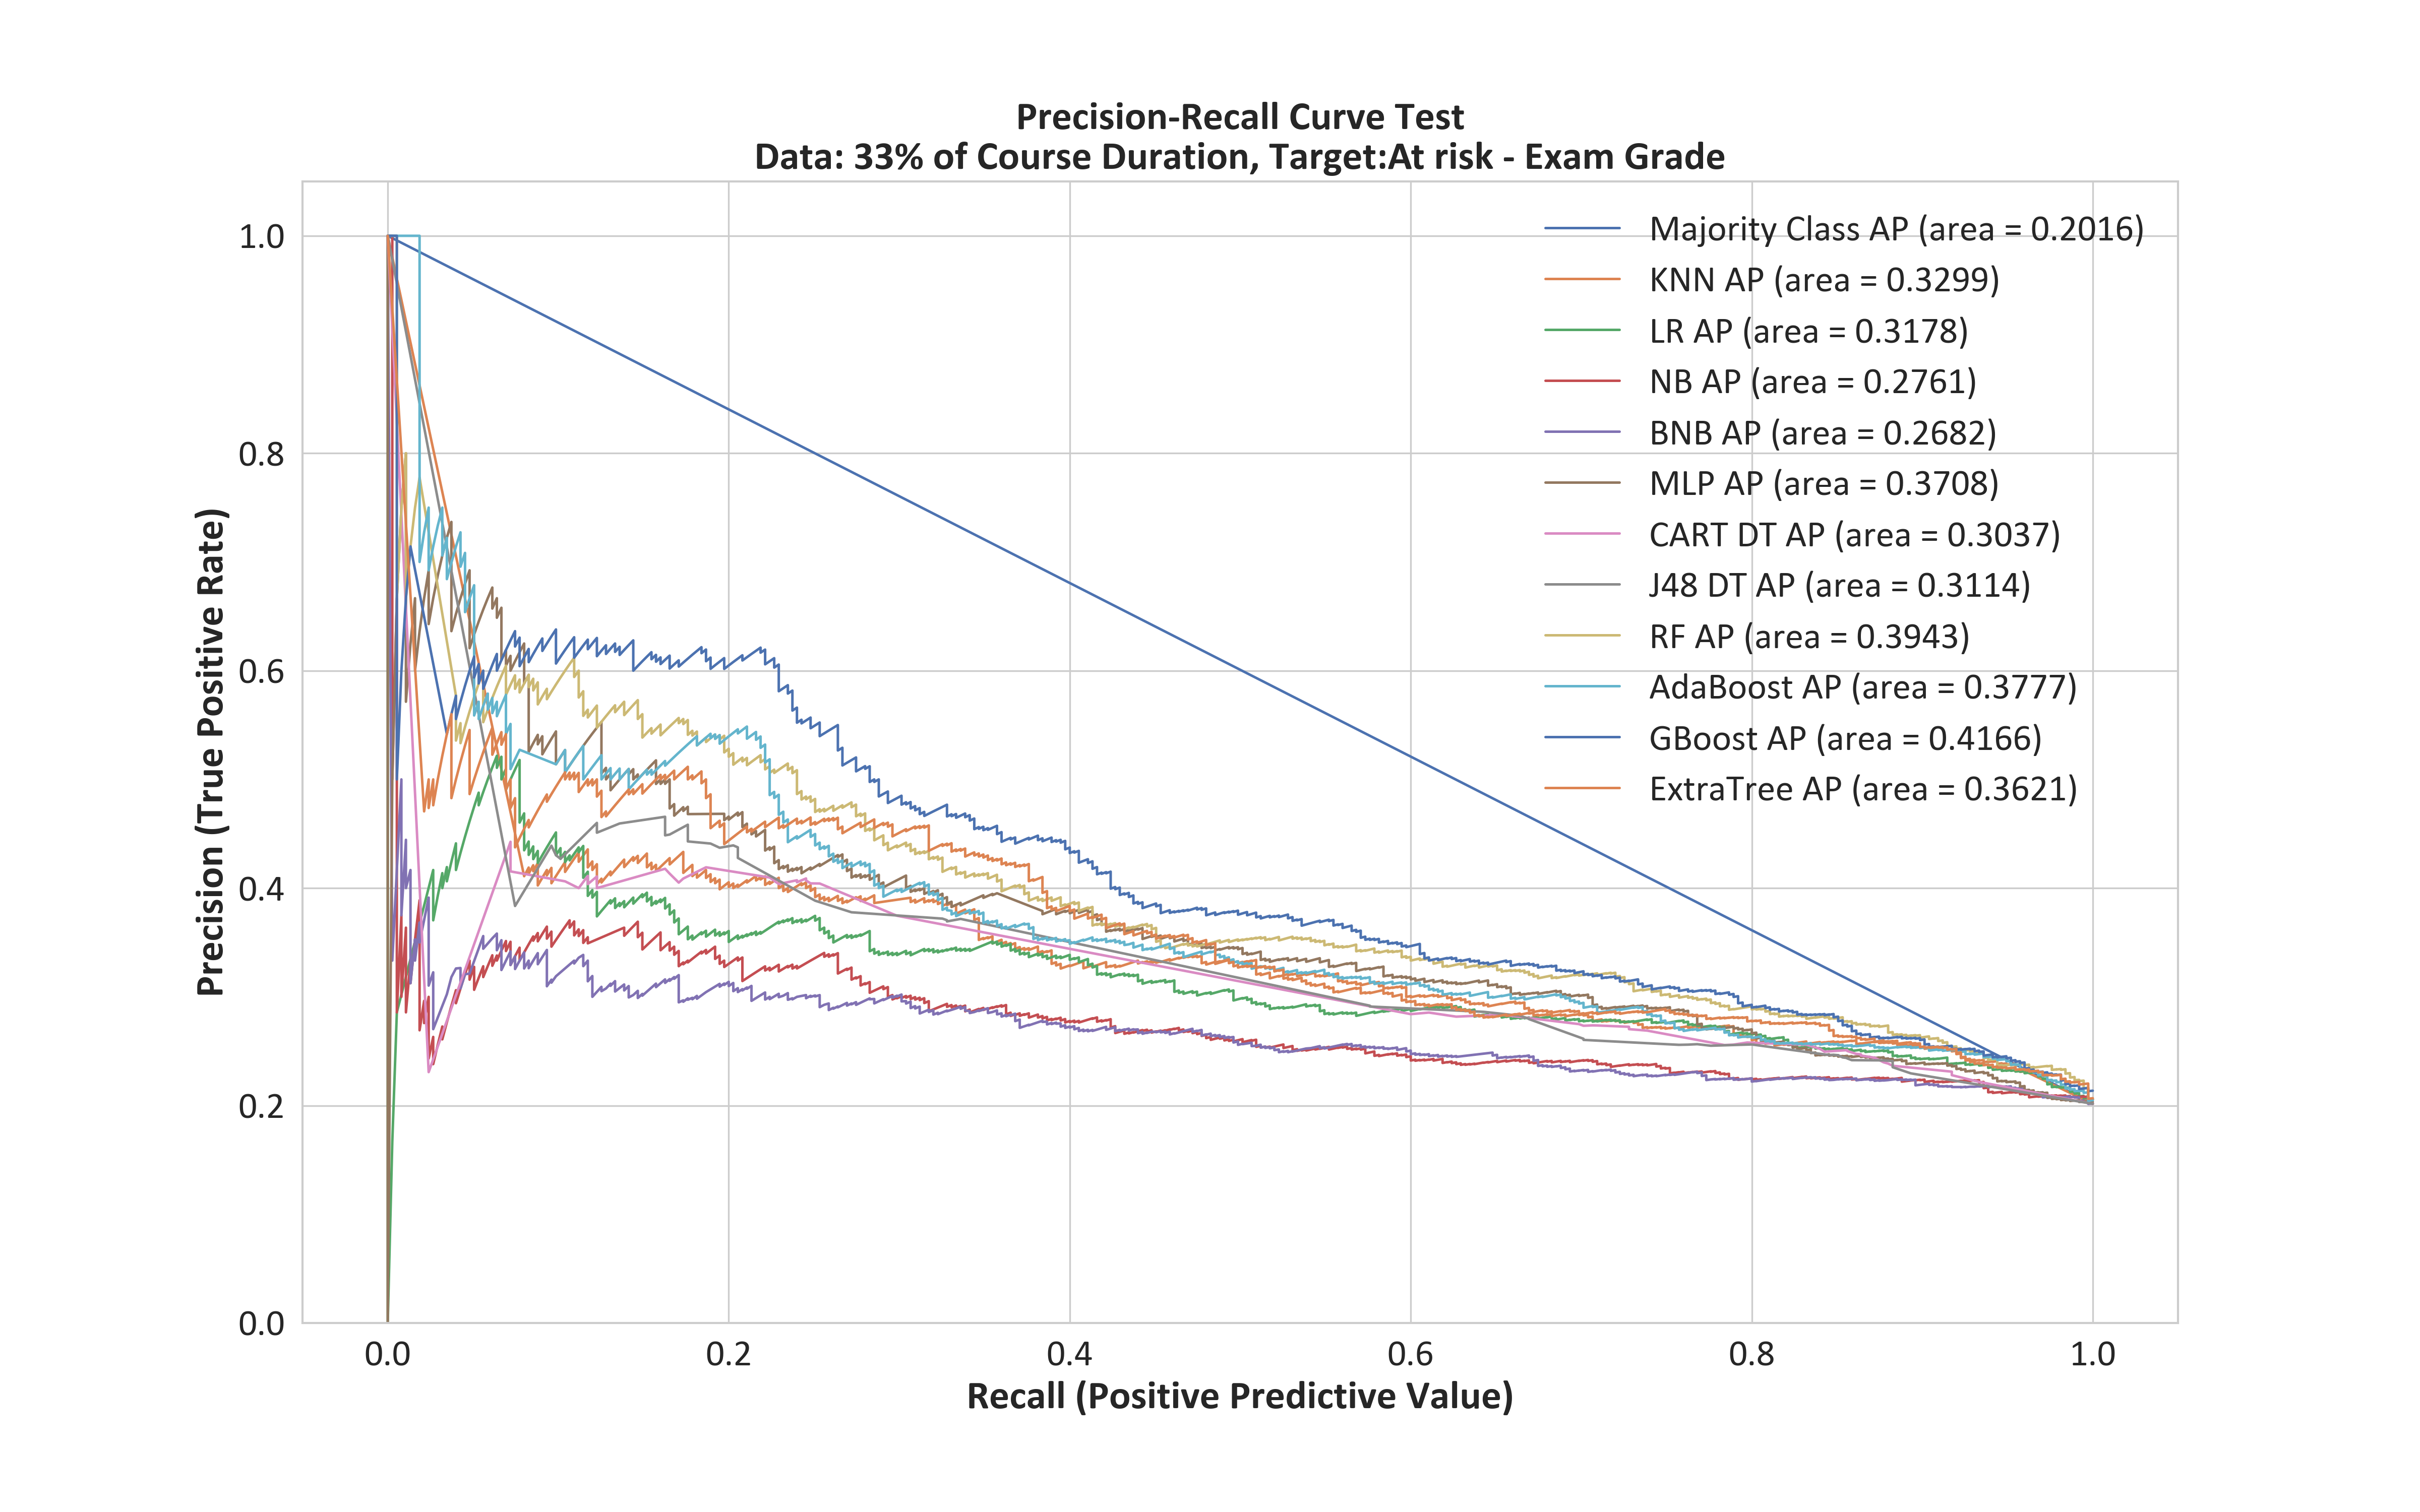 Precision-Recall Curve Test
Data: 33% of Course Duration, Target:At risk - Exam Grade
Precision (True Positive Rate)
1.0
0.8
0.6
0.4
0.2
0.0
Majority Class AP (area = 0.2016)
KNN AP (area = 0.3299)
LR AP (area = 0.3178)
NB AP (area = 0.2761)
BNB AP (area = 0.2682)
MLP AP (area = 0.3708)
CART DT AP (area = 0.3037)
J48 DT AP (area = 0.3114)
RF AP (area = 0.3943)
AdaBoost AP (area = 0.3777)
GBoost AP (area = 0.4166)
ExtraTree AP (area = 0.3621)
0.0 0.2 0.4 0.6 0.8 1.0
Recall (Positive Predictive Value)